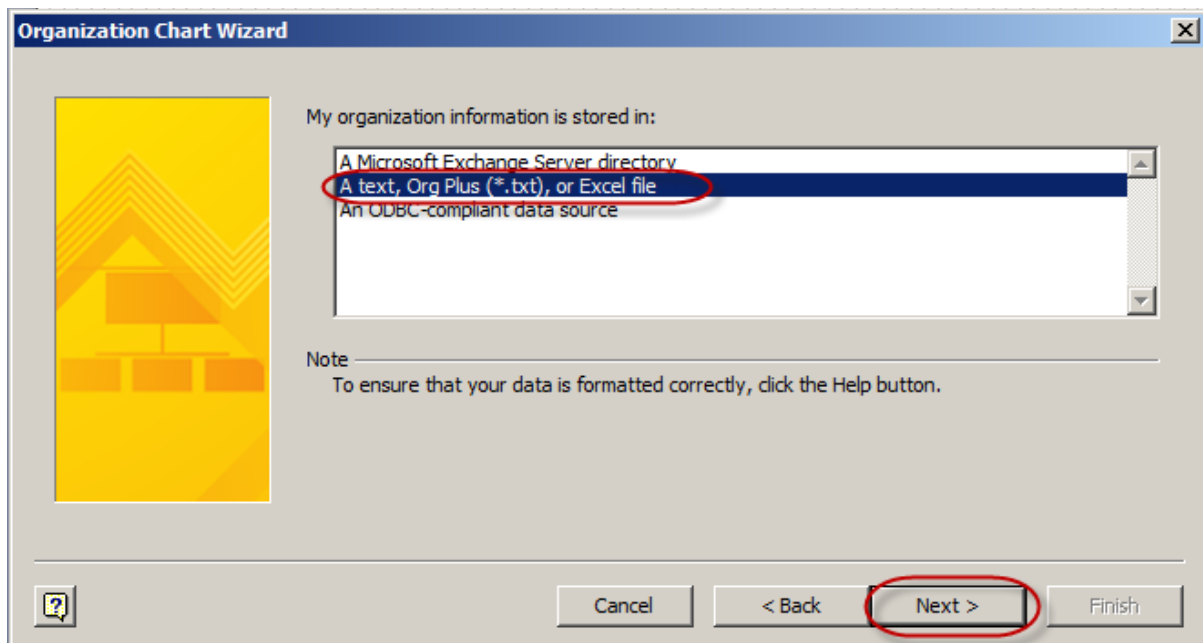 Organization Chart Wizard
My organization information is stored in:
A Microsoft Exchange Server directory
A text, Org Plus (*.txt), or Excel file
An ODBC-compliant data source
Note
To ensure that your data is formatted correctly, click the Help button.
Cancel
< Back
Next >
Finish